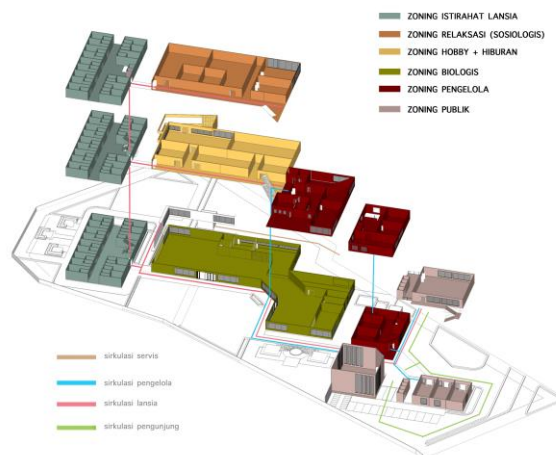 ZONING ISTIRAHAT LANSIA
ZONING RELAKSASI (SOSIOLOGIS)
ZONING HOBBY + HIBURAN
ZONING BIOLOGIS
ZONING PENGELOLA
ZONING PUBLIK
sirkulasi servis
sirkulasi pengelola
sirkulasi lansia
sirkulasi pengunjung